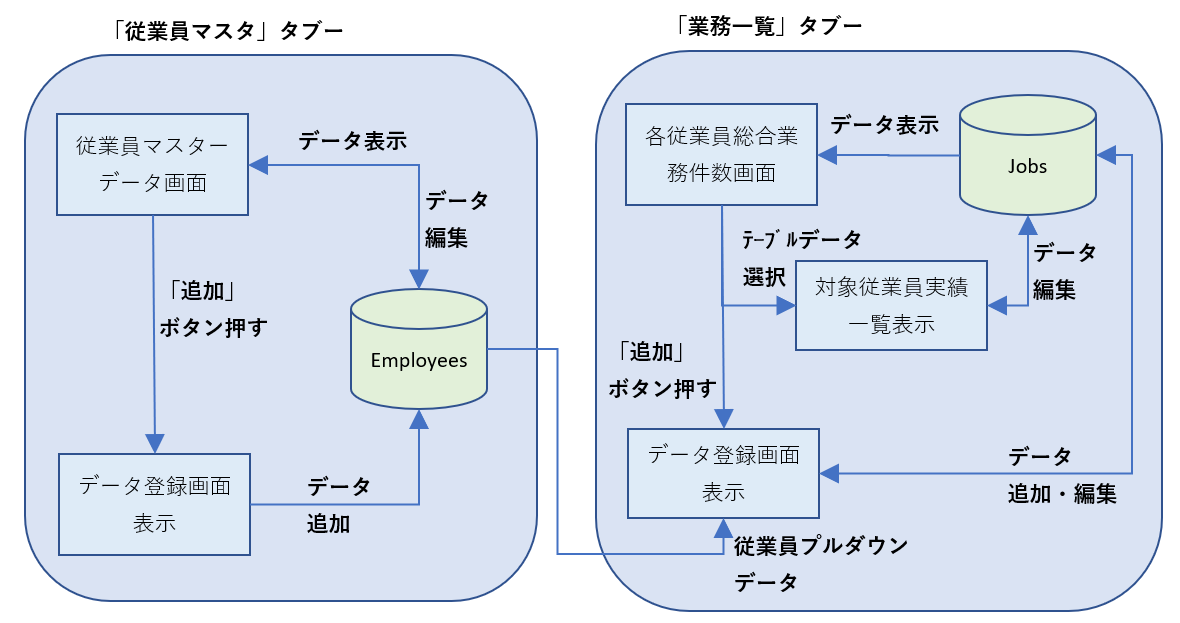 「従業員マスタ」タブー
従業員マスター
データ画面
データ表示
データ
編集
「追加」
ボタン押す
Employees
データ登録画面
表示
データ
追加
「業務一覧」タブー
各従業員総合業
務件数画面
データ表示
Jobs
ﾃｰﾌﾞﾙデータ
選択
対象従業員実績
一覧表示
データ
編集
「追加」
ボタン押す
データ登録画面
表示
データ
追加・編集
従業員プルダウン
データ